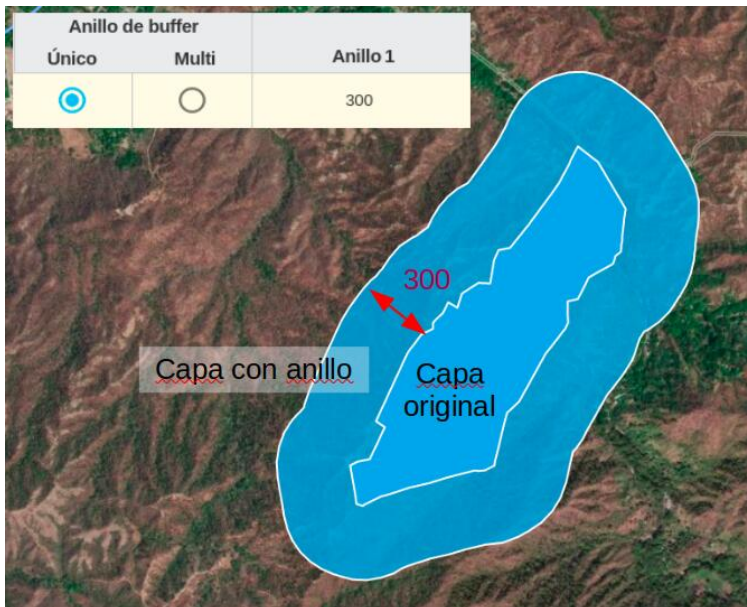 Anillo de buffer
Único Multi Anillo 1
300
300
Capa con anillo
Capa
original